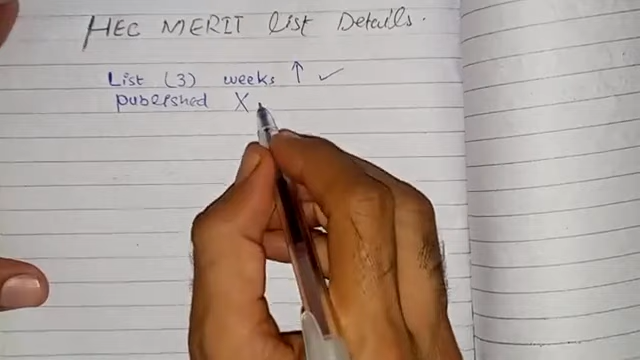 HEC MERIT list Details.
List (3) weeks ↑ ✓
published X